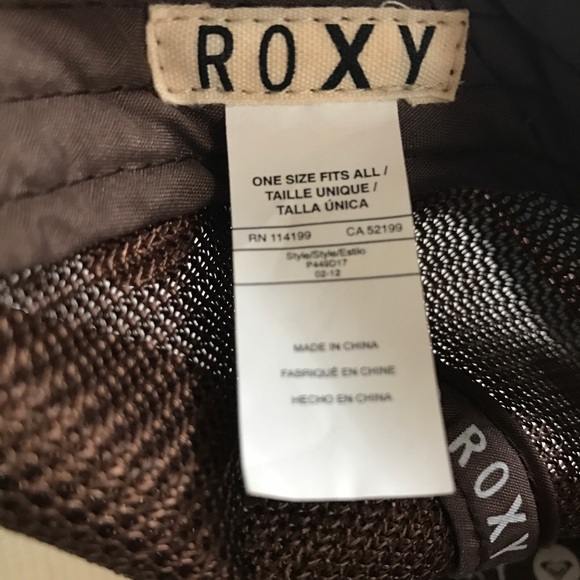 ROXY
ONE SIZE FITS ALL /
TAILLE UNIQUE /
TALLA ÚNICA
RN 114199 CA 52199
Style/Style/Estilo
P449D17
02-12
MADE IN CHINA
FABRIQUÉ EN CHINE
HECHO EN CHINA
ROXY